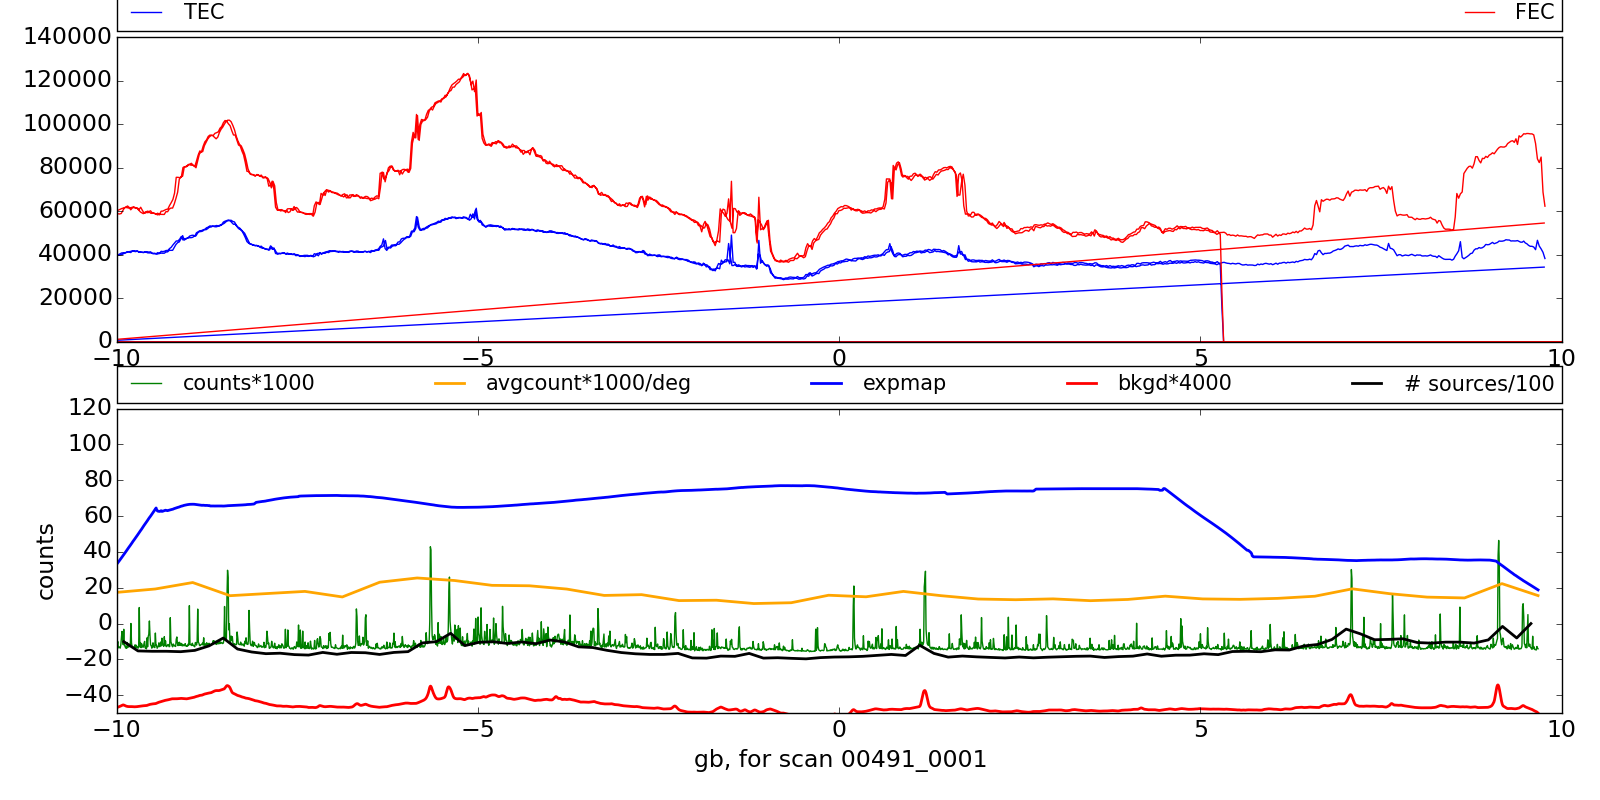 TEC FEC
140000
120000
100000
80000
60000
40000
20000
0
−10 −5 0 5 10
counts*1000 avgcount*1000/deg expmap bkgd*4000 # sources/100
120
100
80
60
40
20
0
−20
−40
counts
−10 −5 0 5 10
gb, for scan 00491_0001